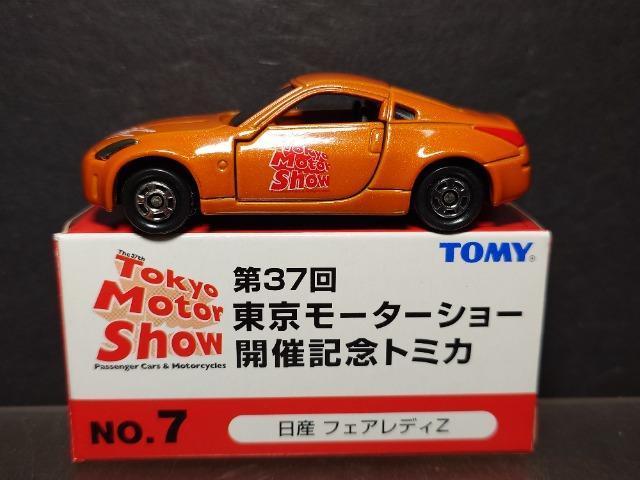 Tokyo
Motor
Show
TOMY
The 37th
Tokyo
Motor
Show
Passenger Cars & Motorcycles
第37回
東京モーターショー
開催記念トミカ
NO.7
日産 フェアレディZ